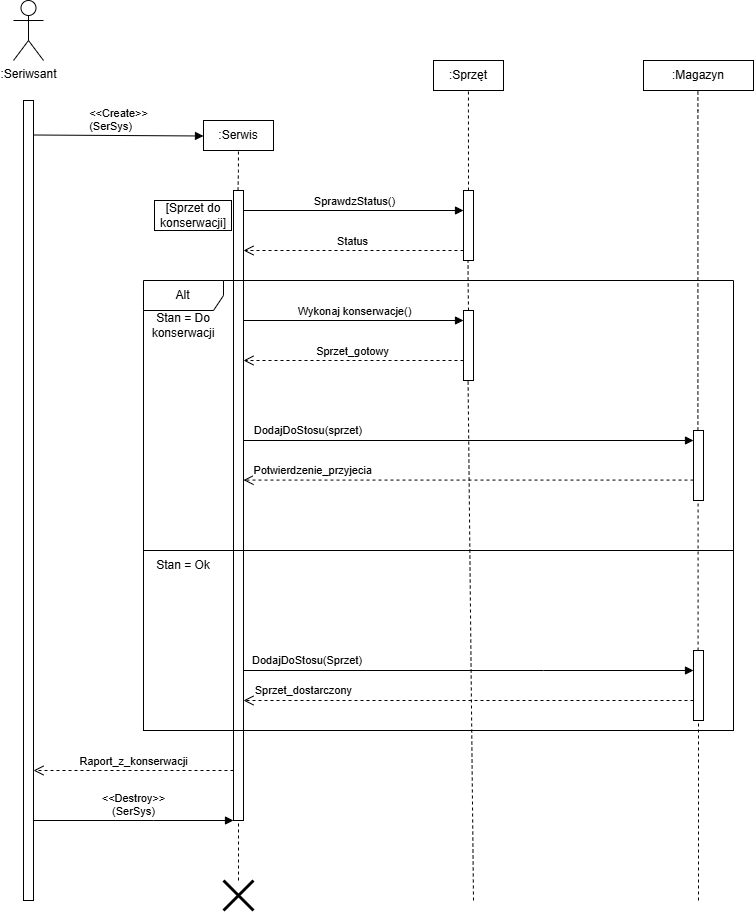 :Seriwsant
:Sprzęt
:Magazyn
<<Create>>
(SerSys)
:Serwis
[Sprzet do
konserwacji]
SprawdzStatus()
Status
Alt
Stan = Do
konserwacji
Wykonaj konserwacje()
Sprzet_gotowy
DodajDoStosu(sprzet)
Potwierdzenie_przyjecia
Stan = Ok
DodajDoStosu(Sprzet)
Sprzet_dostarczony
Raport_z_konserwacji
<<Destroy>>
(SerSys)